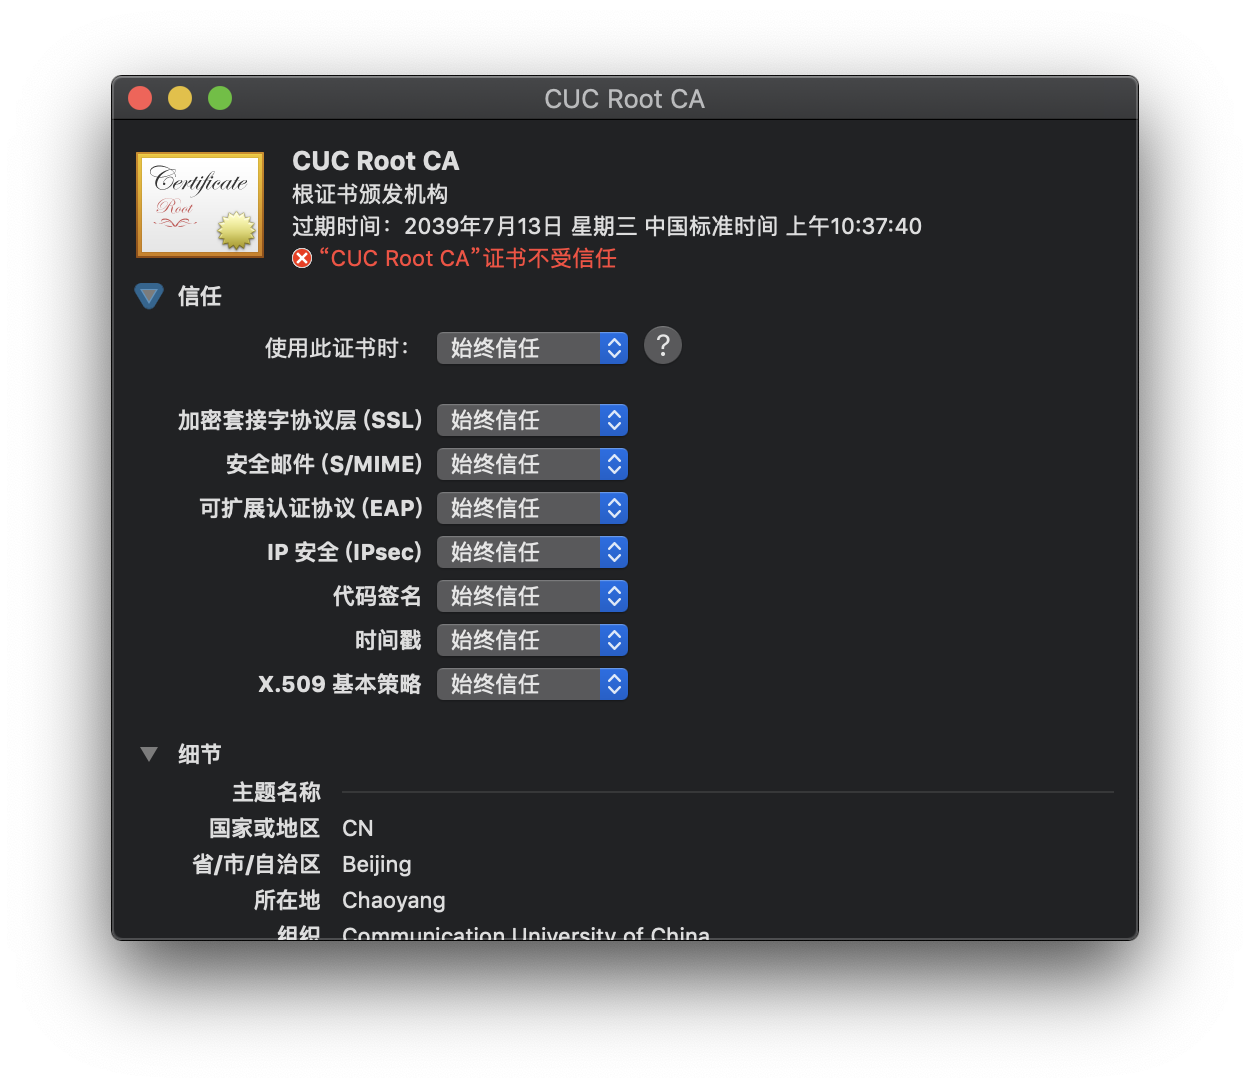 CUC Root CA
Certificate
Root
CUC Root CA
根证书颁发机构
过期时间：2039年7月13日 星期三 中国标准时间 上午10:37:40
“CUC Root CA”证书不受信任
信任
使用此证书时： 始终信任 ?
加密套接字协议层 (SSL) 始终信任
安全邮件 (S/MIME) 始终信任
可扩展认证协议 (EAP) 始终信任
IP 安全 (IPsec) 始终信任
代码签名 始终信任
时间戳 始终信任
X.509 基本策略 始终信任
细节
主题名称
国家或地区 CN
省/市/自治区 Beijing
所在地 Chaoyang
组织 Communication University of China